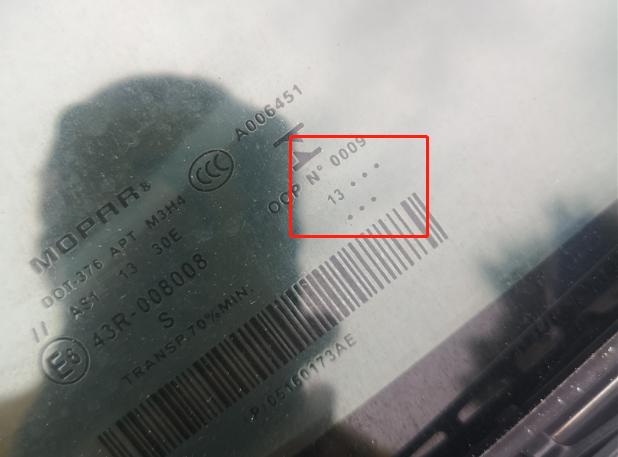 MOPAR®
DOT-376 APT M3H4
// AS1 13 30E
E6 43R-008008
S
TRANSP.70%MIN.
CCC A006451
OCP N° 0009
13 • • •
• • •
P/05160173AE